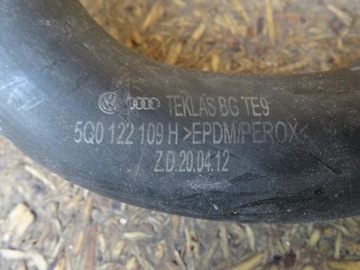 TEKLAS BG TE9
5Q0 122 109 H >EPDM/PEROX<
Z.D.20.04.12